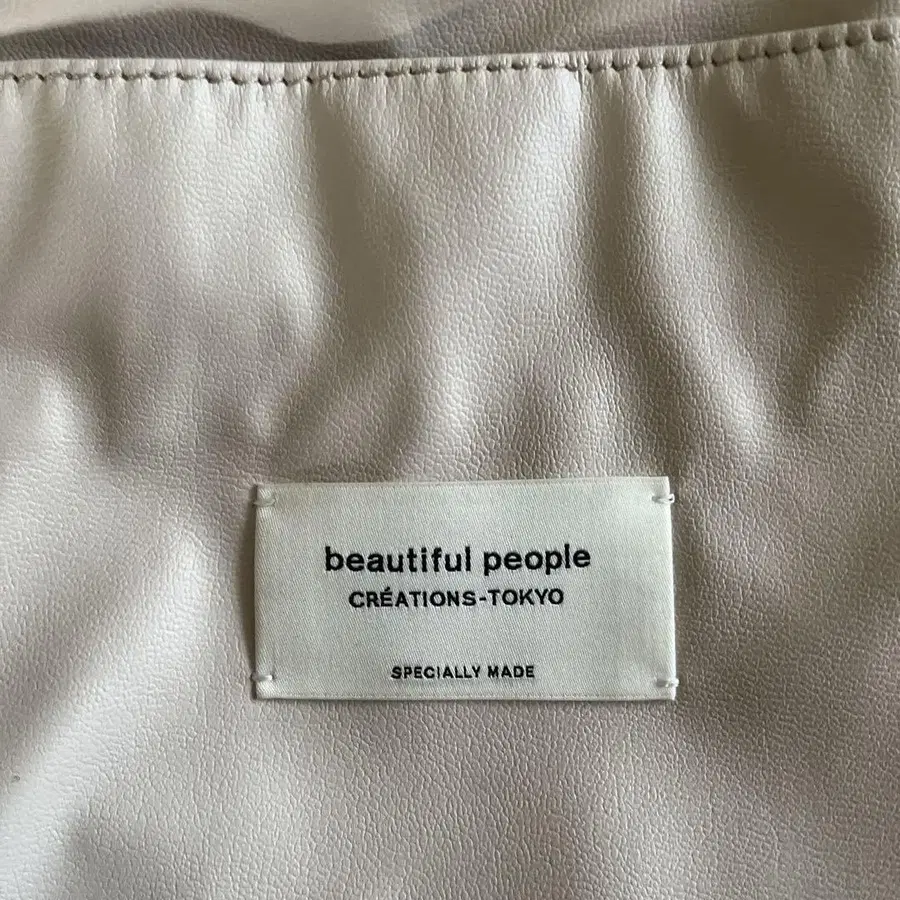 beautiful people
CRÉATIONS-TOKYO
SPECIALLY MADE